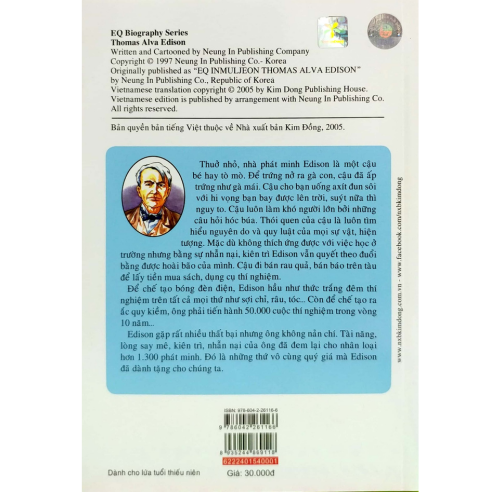 EQ Biography Series
Thomas Alva Edison
Written and Cartooned by Neung In Publishing Company
Copyright © 1997 Neung In Publishing Co.- Korea
Originally published as "EQ INMULJEON THOMAS ALVA EDISON"
by Neung In Publishing Co., Republic of Korea
Vietnamese translation copyright © 2005 by Kim Dong Publishing House.
Vietnamese edition is published by arrangement with Neung In Publishing Co.
All rights reserved.
Bản quyền bản tiếng Việt thuộc về Nhà xuất bản Kim Đồng, 2005.
Thuở nhỏ, nhà phát minh Edison là một cậu
bé hay tò mò. Để trứng nở ra gà con, cậu đã ấp
trứng như gà mái. Cậu cho bạn uống axít đun sôi
với hi vọng bạn bay được lên trời, suýt nữa thì
nguy to. Cậu luôn làm khó người lớn bởi những
câu hỏi hóc búa. Thói quen của cậu là luôn tìm
hiểu nguyên do và quy luật của mọi sự vật, hiện
tượng. Mặc dù không thích ứng được với việc học ở
trường nhưng bằng sự nhẫn nại, kiên trì Edison vẫn quyết theo đuổi
bằng được hoài bão của mình. Cậu đi bán rau quả, bán báo trên tàu
để lấy tiền mua sách, dụng cụ thí nghiệm.
Để chế tạo bóng đèn điện, Edison hầu như thức trắng đêm thí
nghiệm trên tất cả mọi thứ như sợi chỉ, râu, tóc.. Còn để chế tạo ra
ắc quy kiềm, ông phải tiến hành 50.000 cuộc thí nghiệm trong vòng
10 năm..
Edison gặp rất nhiều thất bại nhưng ông không nản chí. Tài năng,
lòng say mê, kiên trì, nhẫn nại của ông đã đem lại cho nhân loại
hơn 1.300 phát minh. Đó là những thứ vô cùng quý giá mà Edison
đã dành tặng cho chúng ta.
www.nxbkimdong.com.vn - www.facebook.com/nxbkimdong
ISBN: 978-604-2-26116-6
9 786042 261166
8 935244 869118
6222401540001
Dành cho lứa tuổi thiếu niên
Giá: 30.000đ